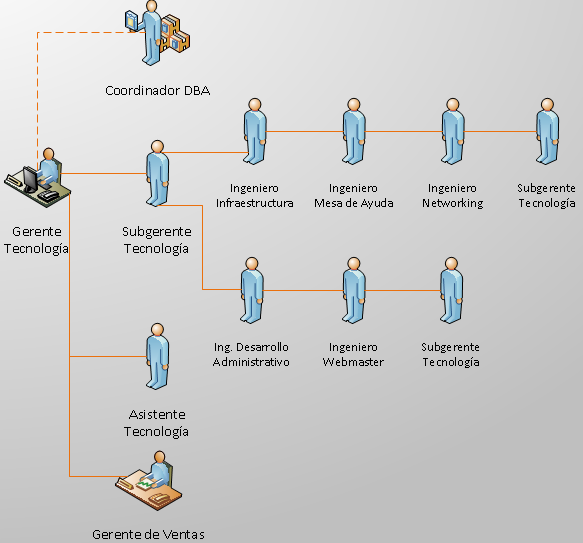 Coordinador DBA
Ingeniero
Infraestructura
Ingeniero
Mesa de Ayuda
Ingeniero
Networking
Subgerente
Tecnología
Gerente
Tecnología
Subgerente
Tecnología
Ing. Desarrollo
Administrativo
Ingeniero
Webmaster
Subgerente
Tecnología
Asistente
Tecnología
Gerente de Ventas